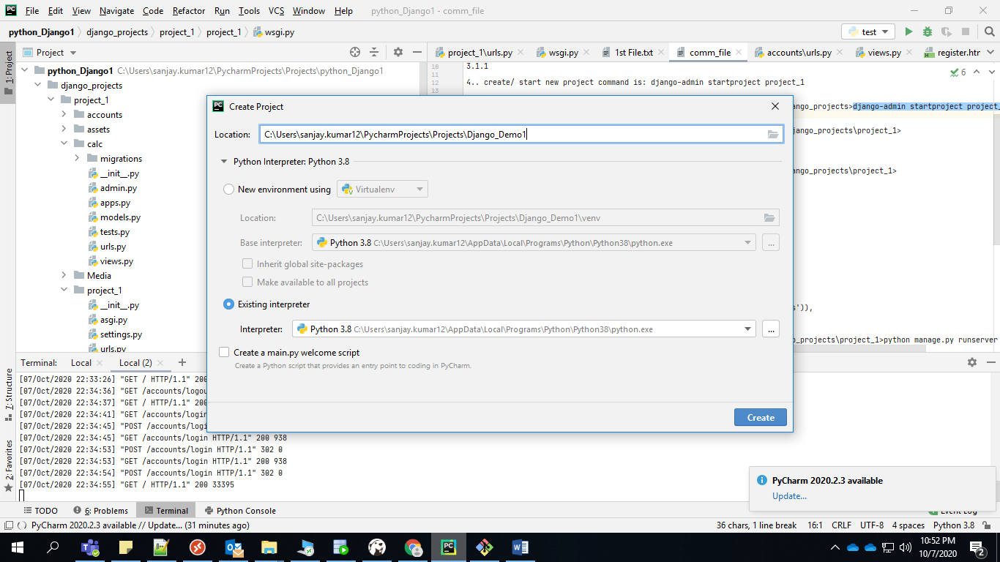 File Edit View Navigate Code Refactor Run Tools VCS Window Help python_Django1 - comm_file
python_Django1 django_projects project_1 project_1 wsgi.py test
1: Project
Project
project_1\urls.py wsgi.py 1st File.txt comm_file accounts\urls.py views.py register.htm
python_Django1 C:\Users\sanjay.kumar12\PycharmProjects\Projects\python_Django1
django_projects
project_1
accounts
assets
calc
migrations
__init__.py
admin.py
apps.py
models.py
tests.py
urls.py
views.py
Media
project_1
__init__.py
asgi.py
settings.py
urls.py
10 3.1.1
11
12 4.. create/ start new project command is: django-admin startproject project_1
13
6
ango_projects>django-admin startproject project_
jango_projects\project_1>
jango_projects\project_1>
s')),
o_projects\project_1>python manage.py runserver
Create Project
Location: C:\Users\sanjay.kumar12\PycharmProjects\Projects\Django_Demo1
Python Interpreter: Python 3.8
New environment using Virtualenv
Location: C:\Users\sanjay.kumar12\PycharmProjects\Projects\Django_Demo1\venv
Base interpreter: Python 3.8 C:\Users\sanjay.kumar12\AppData\Local\Programs\Python\Python38\python.exe ...
Inherit global site-packages
Make available to all projects
Existing interpreter
Interpreter: Python 3.8 C:\Users\sanjay.kumar12\AppData\Local\Programs\Python\Python38\python.exe ...
Create a main.py welcome script
Create a Python script that provides an entry point to coding in PyCharm.
Create
7: Structure
2: Favorites
Terminal: Local Local (2)
[07/Oct/2020 22:33:26] "GET / HTTP/1.1" 200
[07/Oct/2020 22:34:36] "GET /accounts/logou
[07/Oct/2020 22:34:37] "GET / HTTP/1.1" 200
[07/Oct/2020 22:34:41] "GET /accounts/login
[07/Oct/2020 22:34:45] "POST /accounts/login
[07/Oct/2020 22:34:45] "GET /accounts/login HTTP/1.1" 200 938
[07/Oct/2020 22:34:53] "POST /accounts/login HTTP/1.1" 302 0
[07/Oct/2020 22:34:53] "GET /accounts/login HTTP/1.1" 200 938
[07/Oct/2020 22:34:54] "POST /accounts/login HTTP/1.1" 302 0
[07/Oct/2020 22:34:55] "GET / HTTP/1.1" 200 33395
PyCharm 2020.2.3 available
Update...
TODO 6: Problems Terminal Python Console Event Log
PyCharm 2020.2.3 available // Update... (31 minutes ago) 36 chars, 1 line break 16:1 CRLF UTF-8 4 spaces Python 3.8
10:52 PM
10/7/2020
2